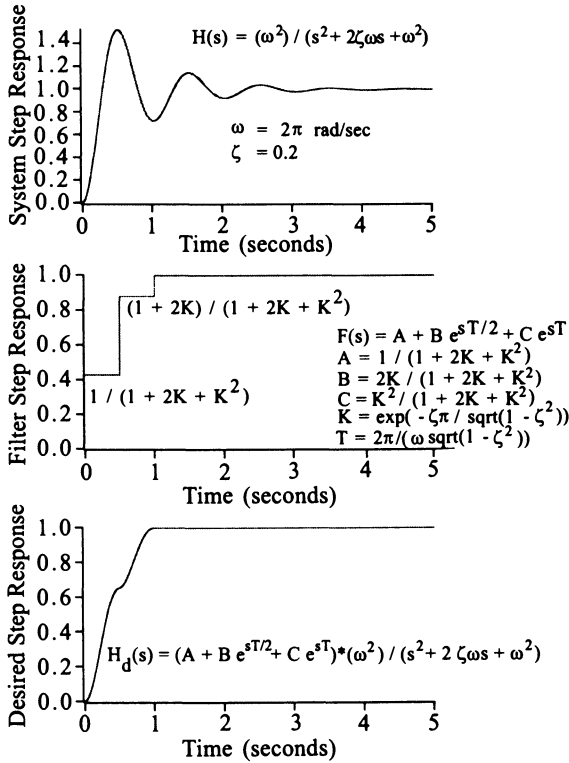 System Step Response
H(s) = (ω²) / (s² + 2ζωs + ω²)
ω = 2π rad/sec
ζ = 0.2
1.4
1.2
1.0
0.8
0.6
0.4
0.2
0.0
0 1 2 3 4 5
Time (seconds)
Filter Step Response
1.0
0.8
0.6
0.4
0.2
0.0
(1 + 2K) / (1 + 2K + K²)
1 / (1 + 2K + K²)
F(s) = A + B e^sT/2 + C e^sT
A = 1 / (1 + 2K + K²)
B = 2K / (1 + 2K + K²)
C = K² / (1 + 2K + K²)
K = exp( - ζπ / sqrt(1 - ζ²))
T = 2π/(ω sqrt(1 - ζ²))
0 1 2 3 4 5
Time (seconds)
Desired Step Response
1.0
0.8
0.6
0.4
0.2
0.0
H_d(s) = (A + B e^sT/2 + C e^sT)*(ω²) / (s² + 2 ζωs + ω²)
0 1 2 3 4 5
Time (seconds)